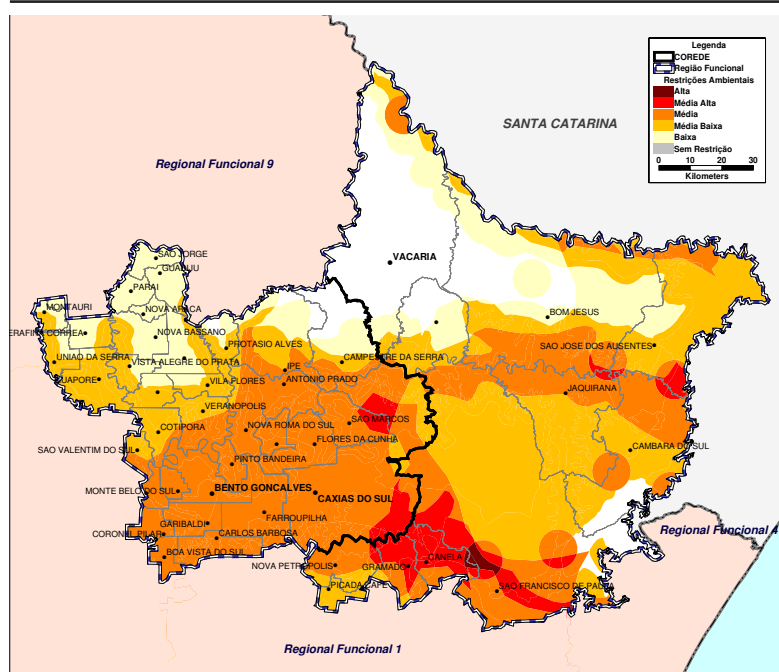 Legenda
COREDE
Região Funcional
Restrições Ambientais
Alta
Média Alta
Média
Média Baixa
Baixa
Sem Restrição
0 10 20 30
Kilometers
SANTA CATARINA
Regional Funcional 9
VACARIA
SAO JORGE
GUABIJU
PARAI
MONTAURI
NOVA ARAÇA
BOM JESUS
ERAFINA CORREA
NOVA BASSANO
PROTASIO ALVES
SAO JOSE DOS AUSENTES
UNIAO DA SERRA
VISTA ALEGRE DO PRATA
CAMPESTRE DA SERRA
IPE
GUAPORE
VILA FLORES
ANTONIO PRADO
JAQUIRANA
VERANOPOLIS
SAO MARCOS
COTIPORA
NOVA ROMA DO SUL
FLORES DA CUNHA
SAO VALENTIM DO SUL
CAMBARA DO SUL
PINTO BANDEIRA
MONTE BELO DO SUL
BENTO GONCALVES
CAXIAS DO SUL
FARROUPILHA
GARIBALDI
CORONEL PILAR
CARLOS BARBOSA
Regional Funcional 4
BOA VISTA DO SUL
NOVA PETROPOLIS
GRAMADO
CANELA
PICADA CAFE
SAO FRANCISCO DE PAULA
Regional Funcional 1